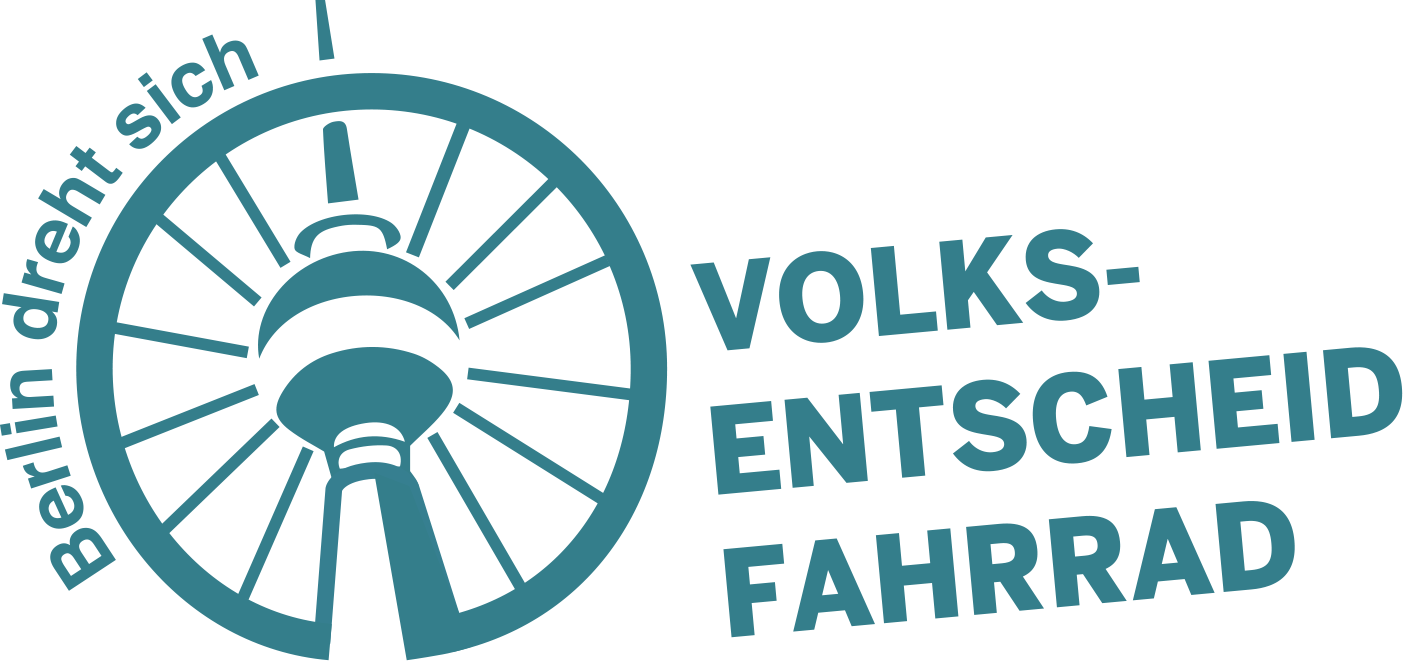 Berlin dreht sich
VOLKS-
ENTSCHEID
FAHRRAD